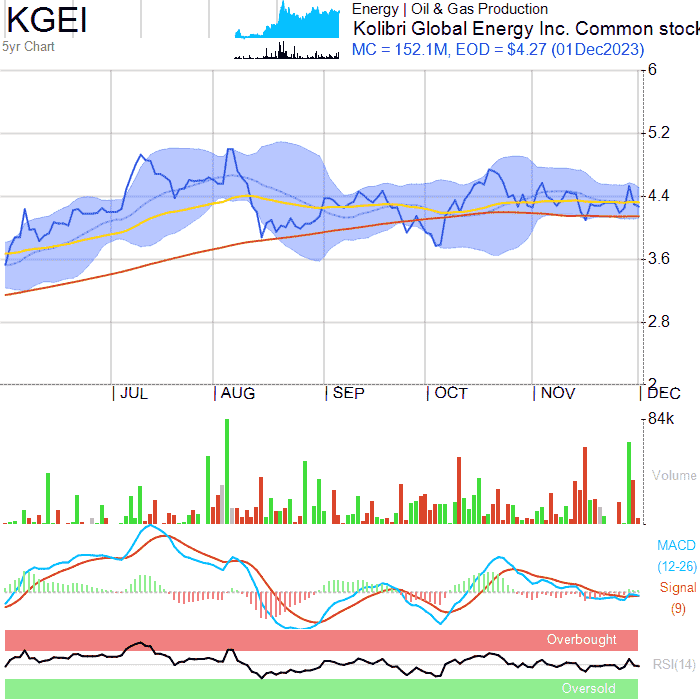 KGEI
5yr Chart
Energy | Oil & Gas Production
Kolibri Global Energy Inc. Common stock
MC = 152.1M, EOD = $4.27 (01Dec2023)
6
5.2
4.4
3.6
2.8
2
| JUL | AUG | SEP | OCT | NOV | DEC
84k
Volume
MACD
(12-26)
Signal
(9)
Overbought
RSI(14)
Oversold